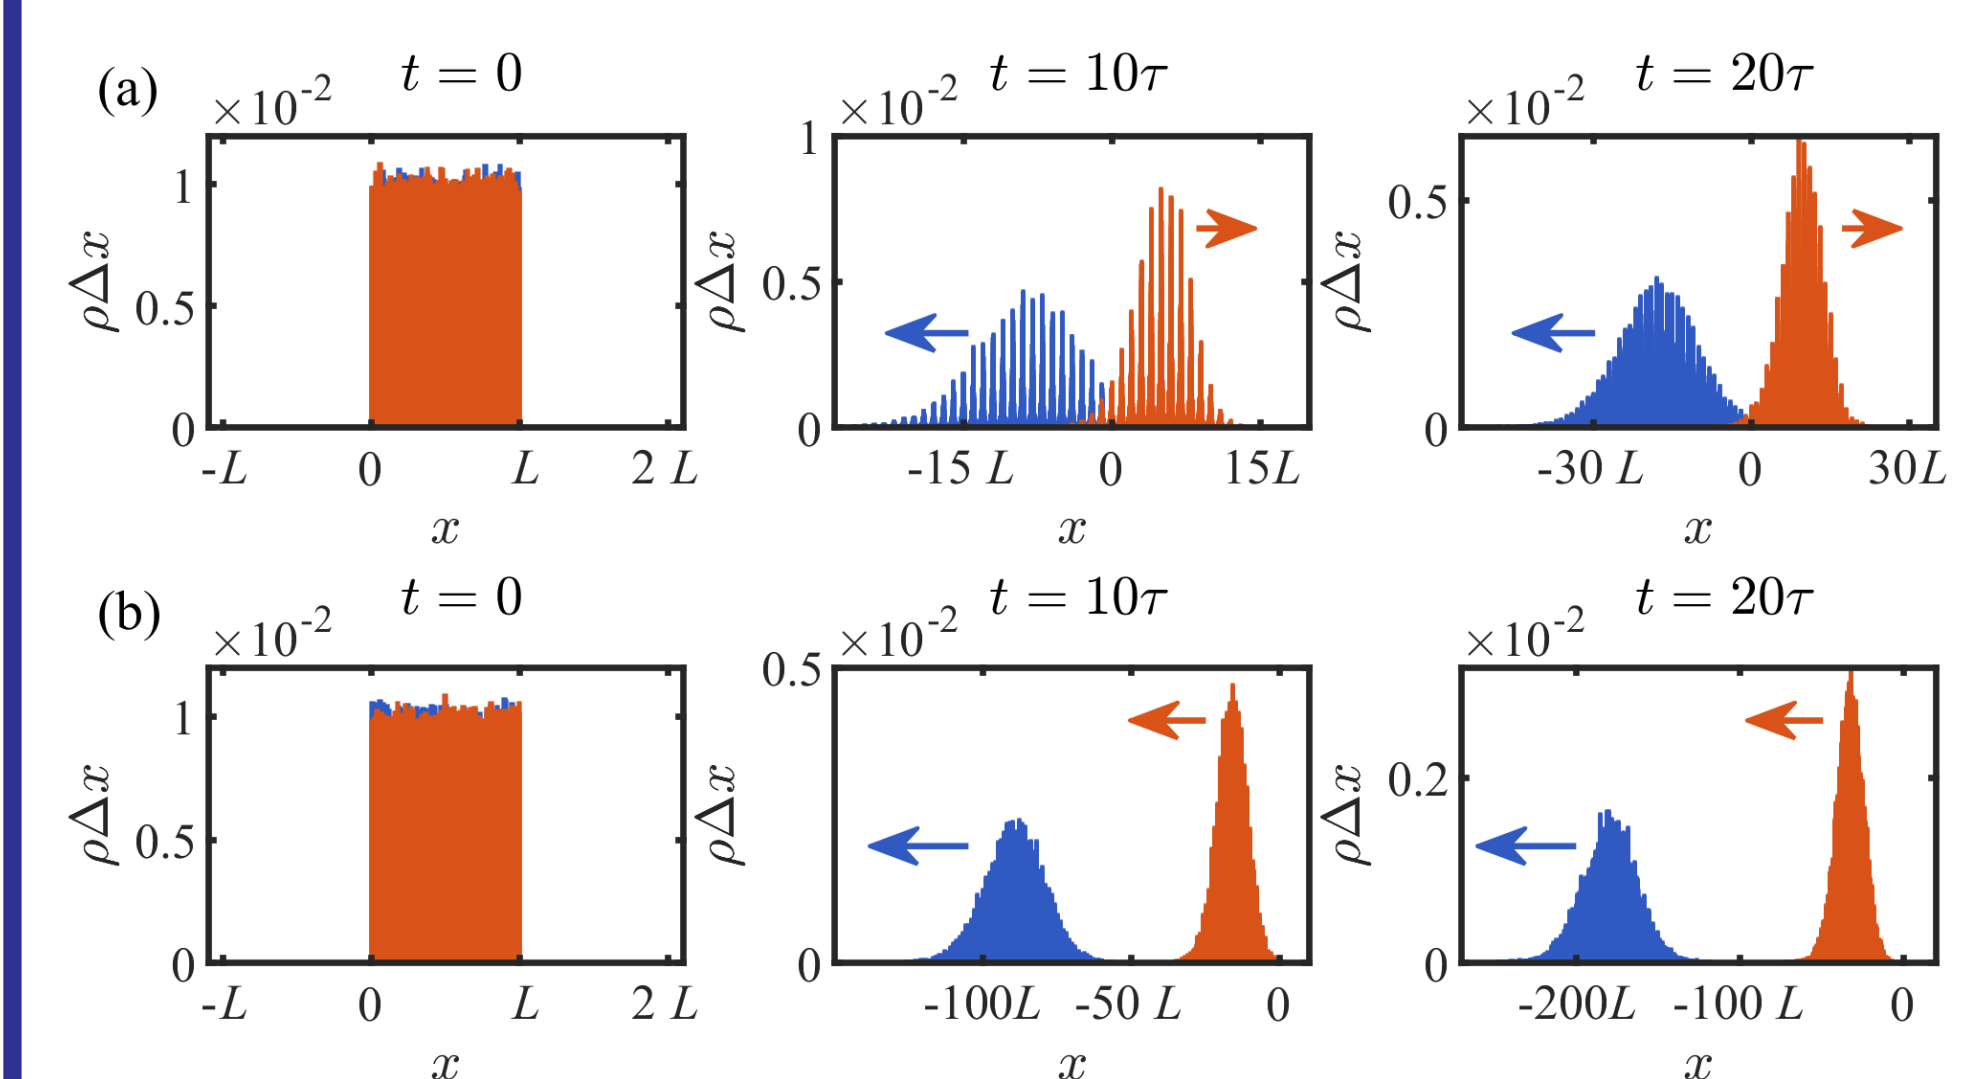 (a)
t = 0
t = 10τ
t = 20τ
×10-2
×10-2
×10-2
1
0.5
0
ρΔx
-L 0 L 2 L
x
1
0.5
0
ρΔx
-15 L 0 15L
x
0.5
0
ρΔx
-30 L 0 30L
x
(b)
t = 0
t = 10τ
t = 20τ
×10-2
×10-2
×10-2
1
0.5
0
ρΔx
-L 0 L 2 L
x
0.5
0
ρΔx
-100L -50 L 0
x
0.2
0
ρΔx
-200L -100 L 0
x